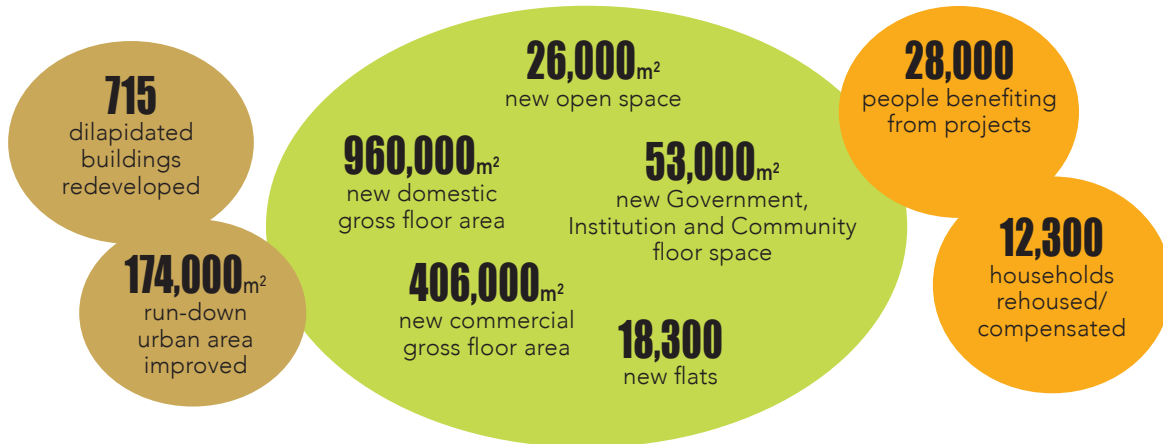 715
dilapidated
buildings
redeveloped
174,000m²
run-down
urban area
improved
26,000m²
new open space
960,000m²
new domestic
gross floor area
53,000m²
new Government,
Institution and Community
floor space
406,000m²
new commercial
gross floor area
18,300
new flats
28,000
people benefiting
from projects
12,300
households
rehoused/
compensated